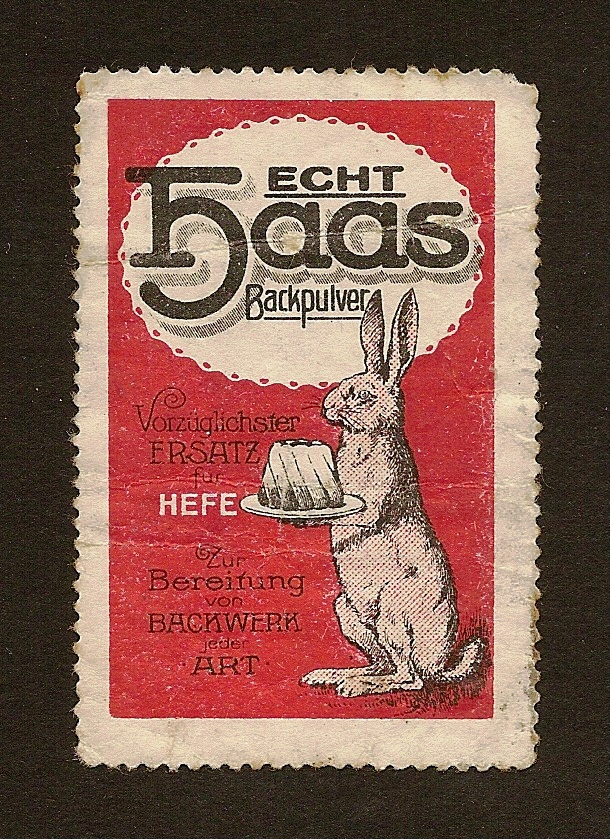 ECHT
Haas
Backpulver
Vorzüglichster
ERSATZ
für
HEFE
Zur
Bereitung
von
BACKWERK
jeder
ART